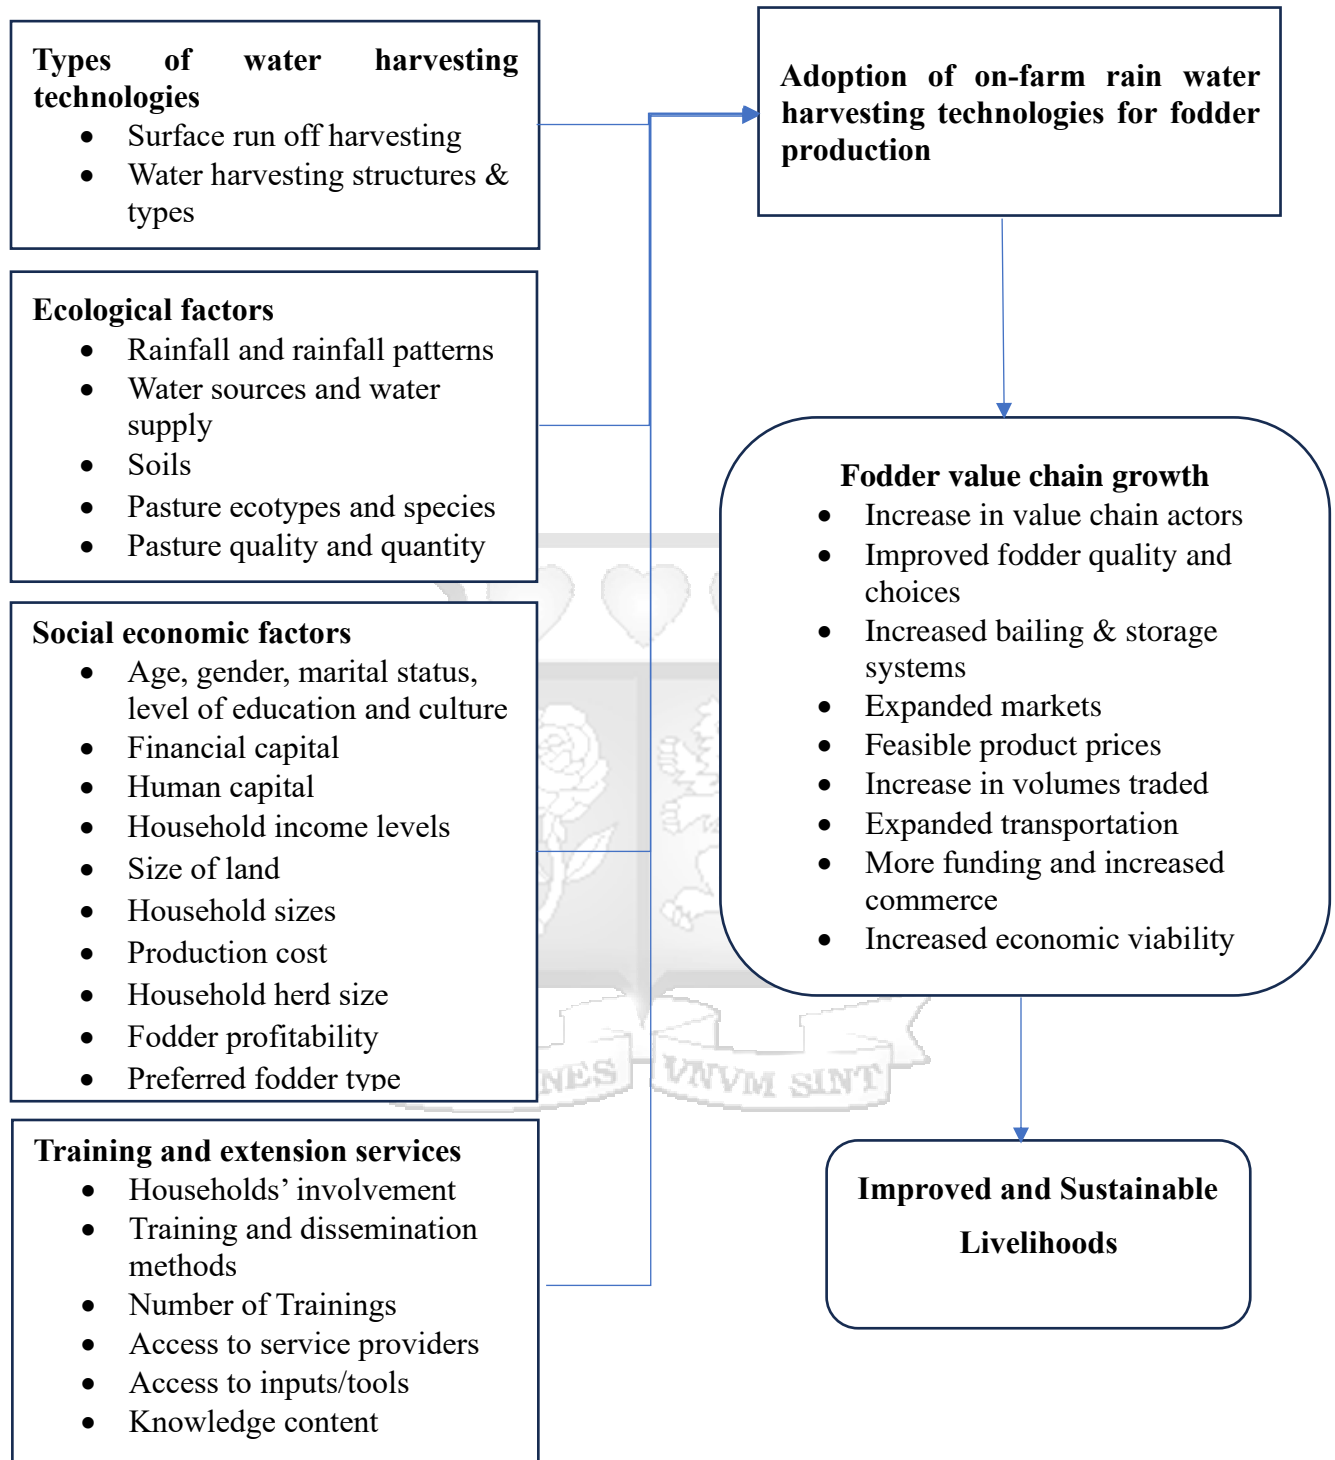 Types of water harvesting
technologies
• Surface run off harvesting
• Water harvesting structures &
types
Ecological factors
• Rainfall and rainfall patterns
• Water sources and water
supply
• Soils
• Pasture ecotypes and species
• Pasture quality and quantity
Social economic factors
• Age, gender, marital status,
level of education and culture
• Financial capital
• Human capital
• Household income levels
• Size of land
• Household sizes
• Production cost
• Household herd size
• Fodder profitability
• Preferred fodder type
Training and extension services
• Households’ involvement
• Training and dissemination
methods
• Number of Trainings
• Access to service providers
• Access to inputs/tools
• Knowledge content
Adoption of on-farm rain water
harvesting technologies for fodder
production
Fodder value chain growth
• Increase in value chain actors
• Improved fodder quality and
choices
• Increased bailing & storage
systems
• Expanded markets
• Feasible product prices
• Increase in volumes traded
• Expanded transportation
• More funding and increased
commerce
• Increased economic viability
Improved and Sustainable
Livelihoods
VNVM SINT